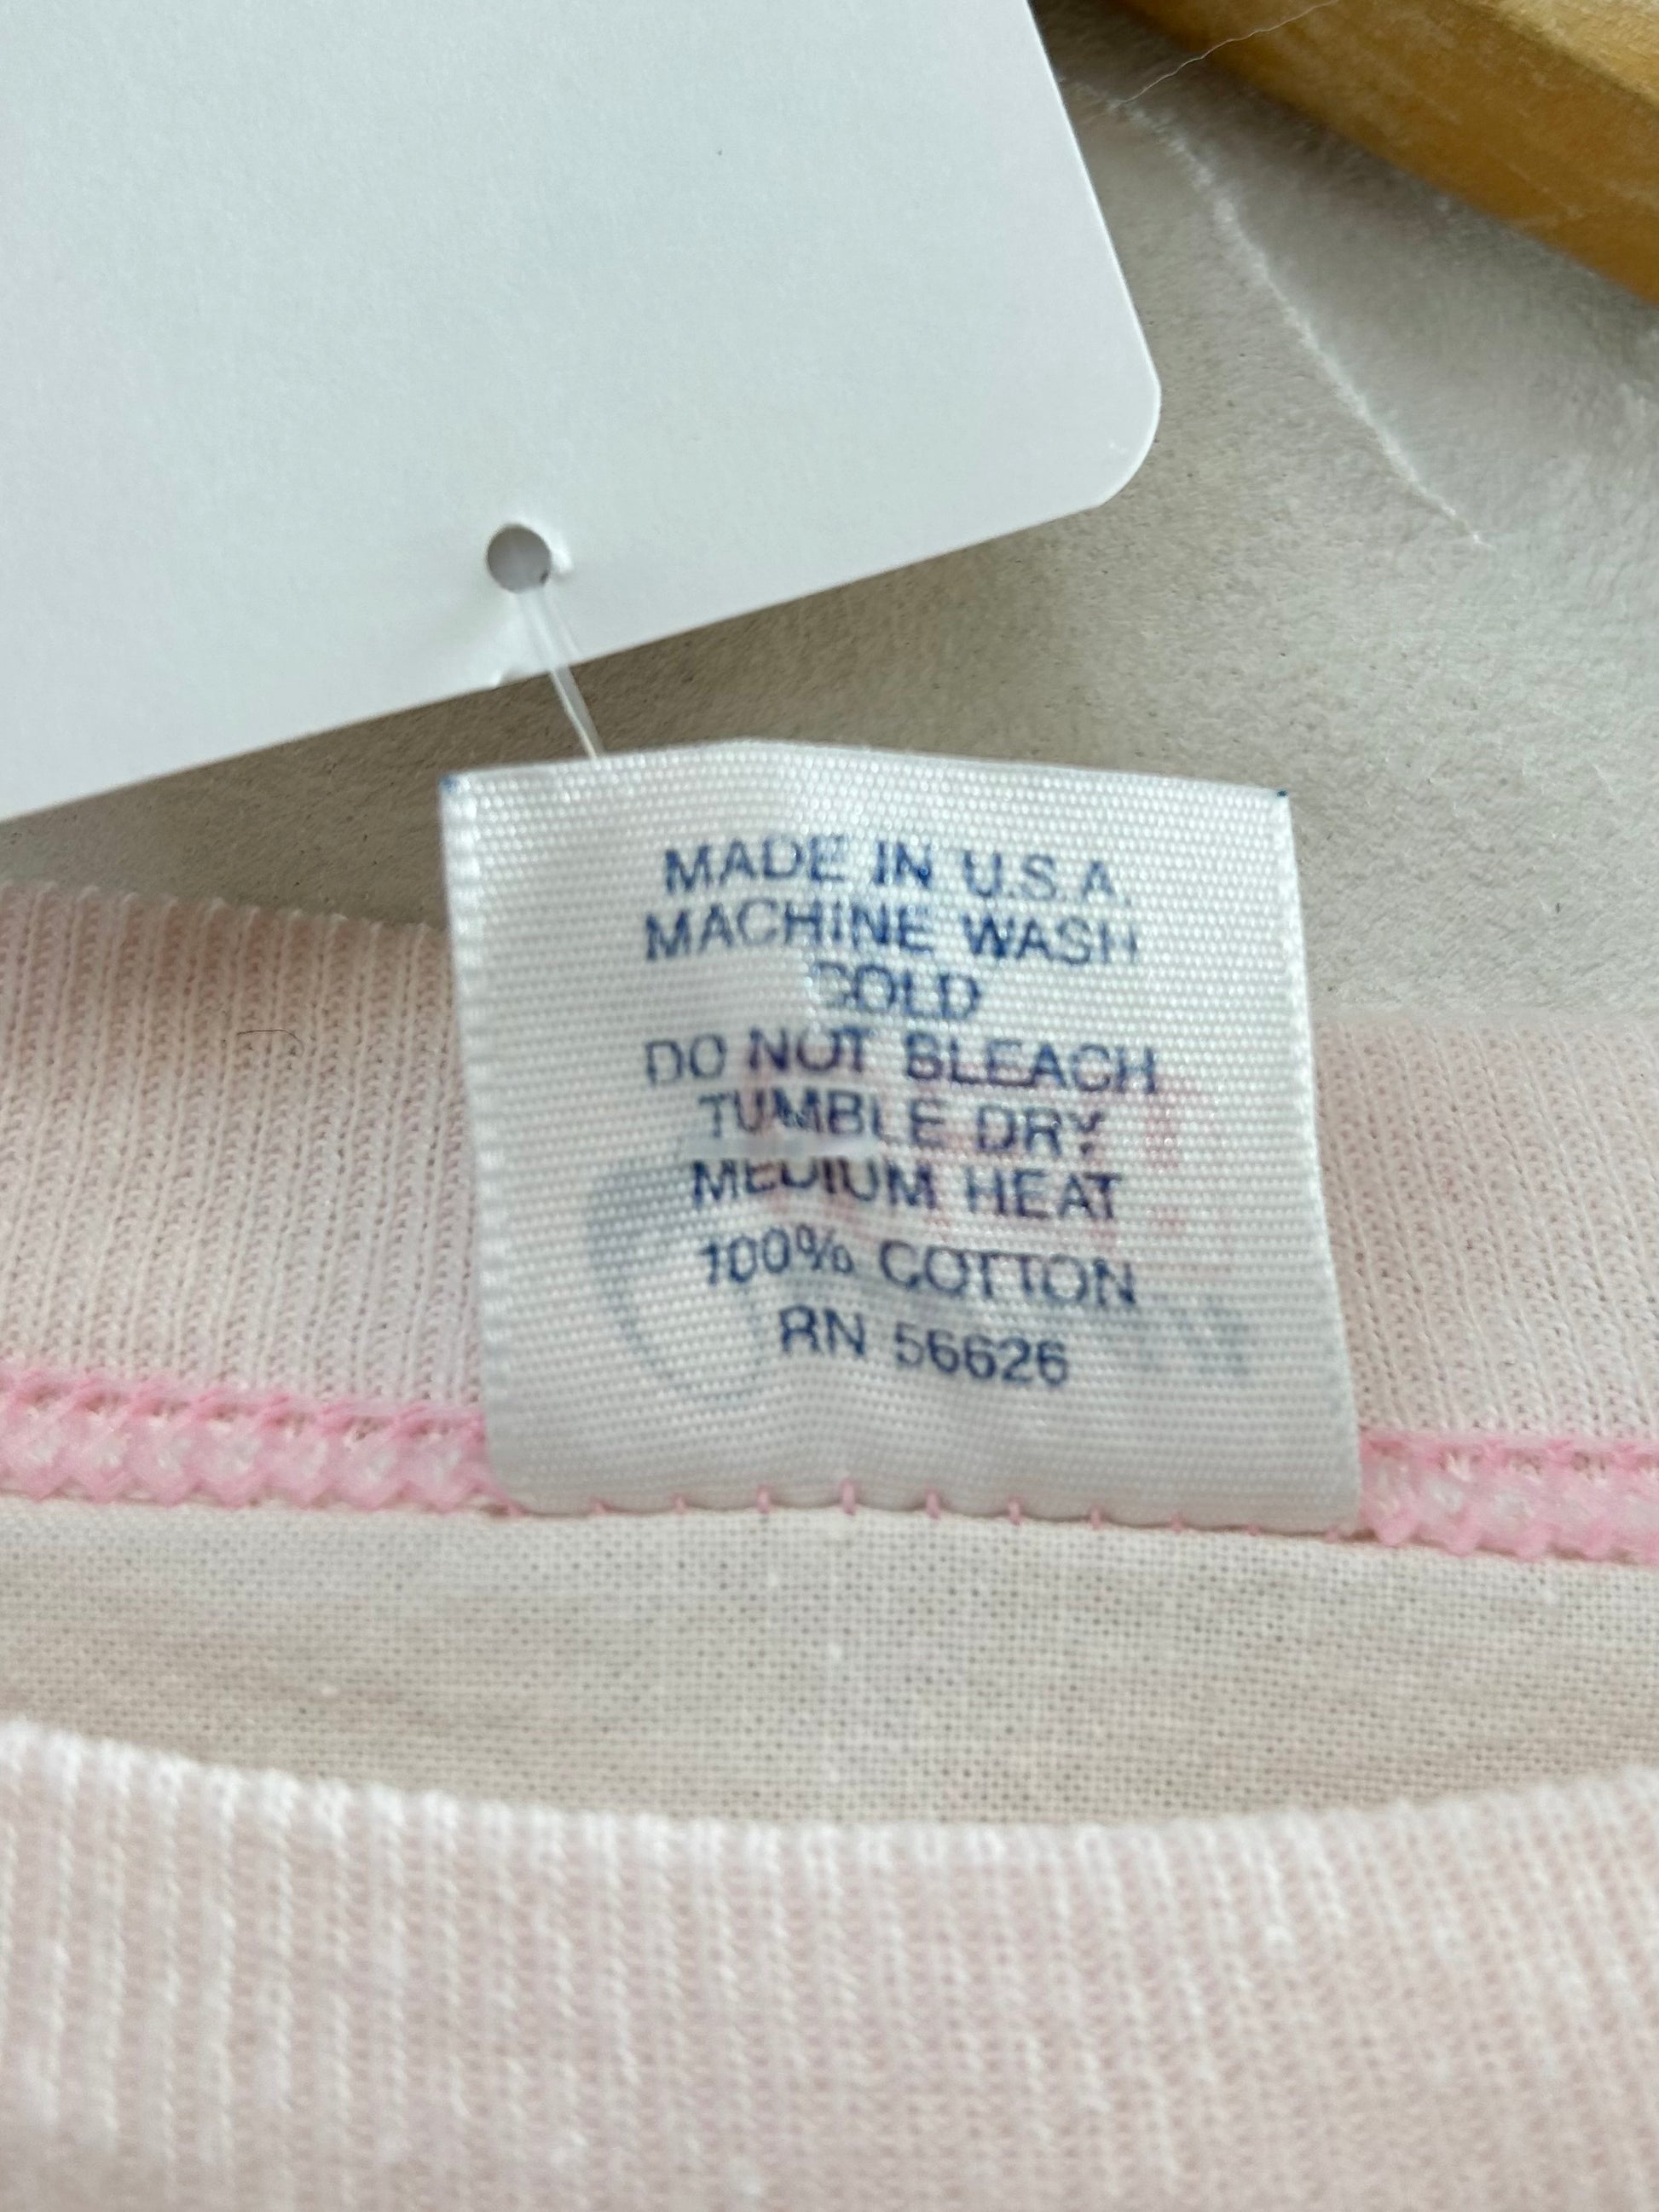 MADE IN U.S.A.
MACHINE WASH
COLD
DO NOT BLEACH
TUMBLE DRY
MEDIUM HEAT
100% COTTON
RN 56626